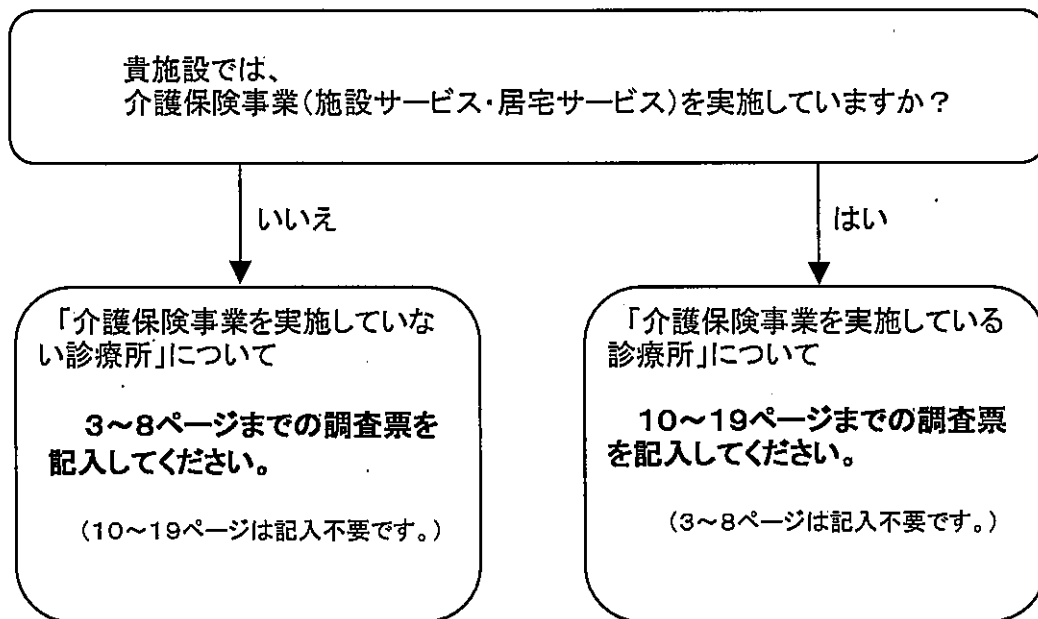 貴施設では、
介護保険事業(施設サービス・居宅サービス)を実施していますか?
いいえ
はい
「介護保険事業を実施していな
い診療所」について
3~8ページまでの調査票を
記入してください。
(10~19ページは記入不要です。)
「介護保険事業を実施している
診療所」について
10~19ページまでの調査票
を記入してください。
(3~8ページは記入不要です。)